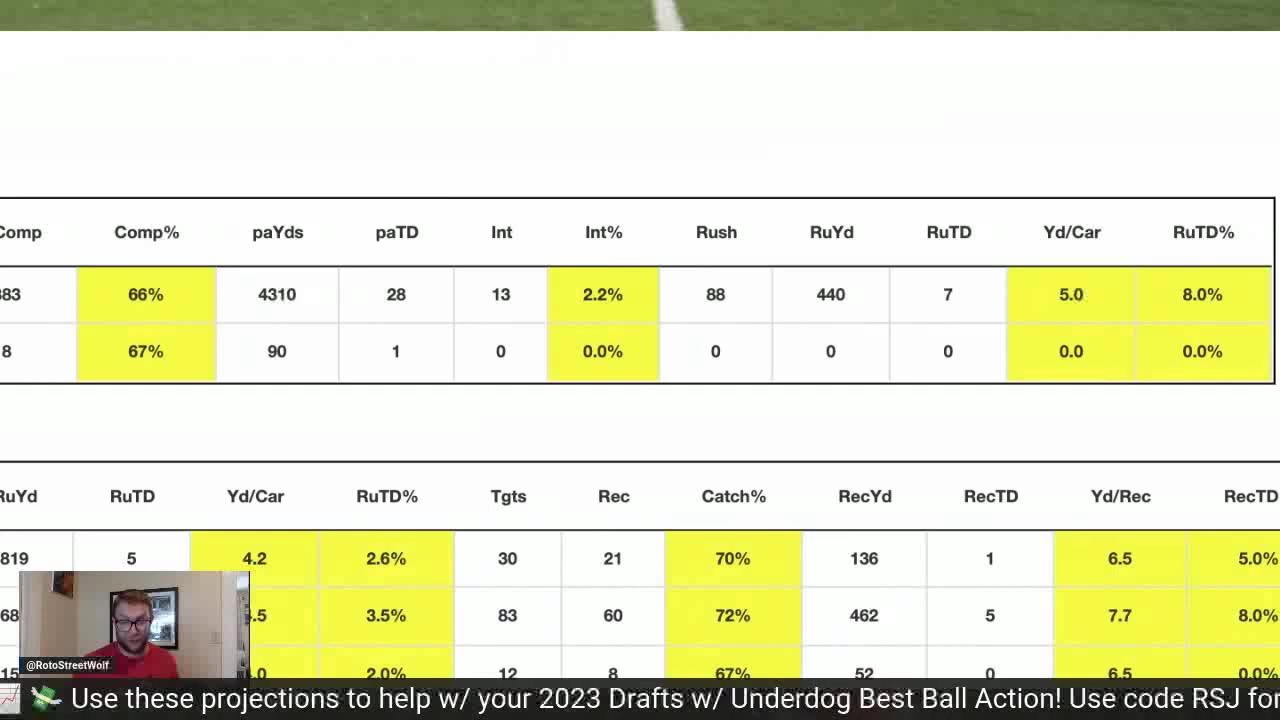 Comp Comp% paYds paTD Int Int% Rush RuYd RuTD Yd/Car RuTD%
383 66% 4310 28 13 2.2% 88 440 7 5.0 8.0%
8 67% 90 1 0 0.0% 0 0 0 0.0 0.0%
RuYd RuTD Yd/Car RuTD% Tgts Rec Catch% RecYd RecTD Yd/Rec RecTD
819 5 4.2 2.6% 30 21 70% 136 1 6.5 5.0%
68 .5 3.5% 83 60 72% 462 5 7.7 8.0%
15 .0 2.0% 12 8 67% 52 0 6.5 0.0%
@RotoStreetWolf
Use these projections to help w/ your 2023 Drafts w/ Underdog Best Ball Action! Use code RSJ for